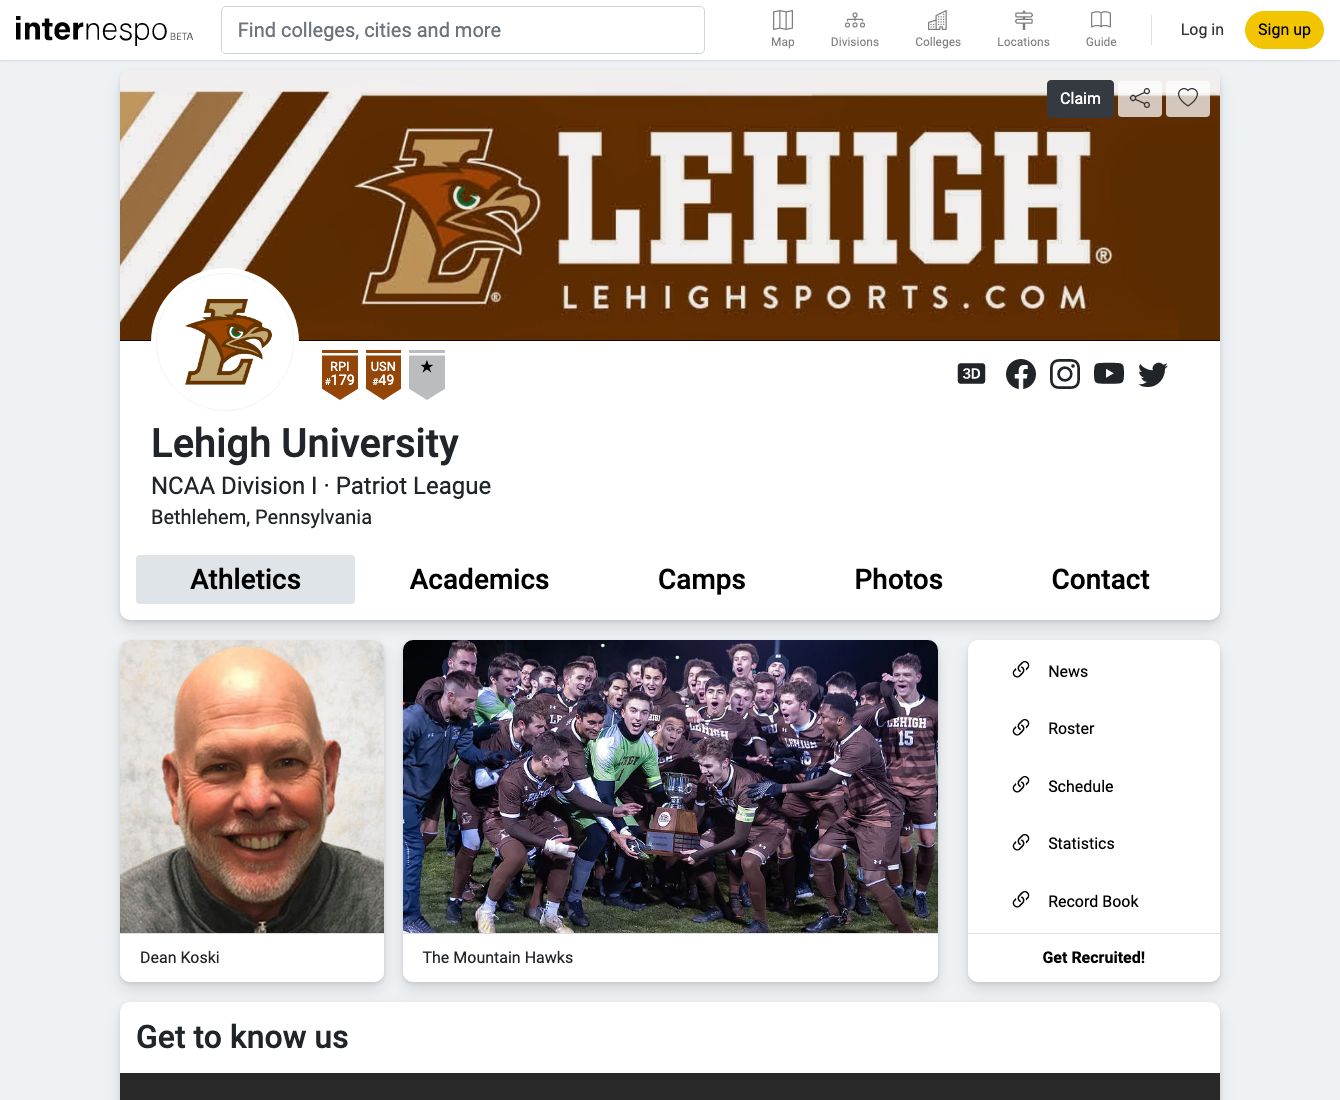 internespo BETA
Find colleges, cities and more
Map
Divisions
Colleges
Locations
Guide
Log in
Sign up
Claim
LEHIGH®
LEHIGHSPORTS.COM
RPI
#179
USN
#49
3D
Lehigh University
NCAA Division I · Patriot League
Bethlehem, Pennsylvania
Athletics
Academics
Camps
Photos
Contact
LEHIGH
LEHIGH
15
Dean Koski
The Mountain Hawks
News
Roster
Schedule
Statistics
Record Book
Get Recruited!
Get to know us